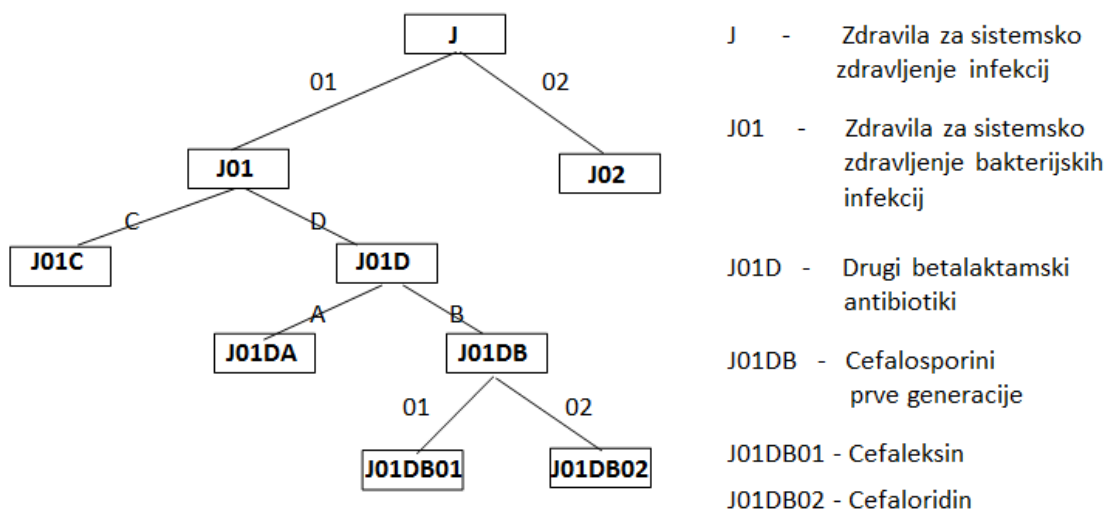 J
01
02
J01
J02
C
D
J01C
J01D
A
B
J01DA
J01DB
01
02
J01DB01
J01DB02
J - Zdravila za sistemsko
zdravljenje infekcij
J01 - Zdravila za sistemsko
zdravljenje bakterijskih
infekcij
J01D - Drugi betalaktamski
antibiotiki
J01DB - Cefalosporini
prve generacije
J01DB01 - Cefaleksin
J01DB02 - Cefaloridin